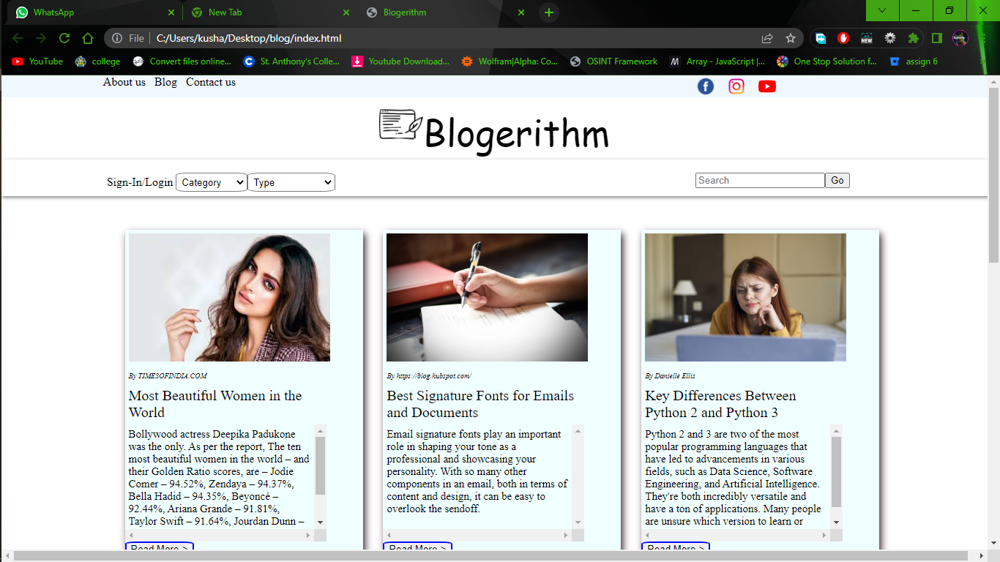 WhatsApp
New Tab
Blogerithm
File
C:/Users/kusha/Desktop/blog/index.html
NEW
YouTube
college
Convert files online...
St. Anthony's Colle...
Youtube Download...
Wolfram|Alpha: Co...
OSINT Framework
Array - JavaScript |...
One Stop Solution f...
assign 6
About us Blog Contact us
Blogerithm
Sign-In/Login Category Type
Search Go
By TIMESOFINDIA.COM
Most Beautiful Women in the
World
Bollywood actress Deepika Padukone
was the only. As per the report, The ten
most beautiful women in the world – and
their Golden Ratio scores, are – Jodie
Comer – 94.52%, Zendaya – 94.37%,
Bella Hadid – 94.35%, Beyoncé –
92.44%, Ariana Grande – 91.81%,
Taylor Swift – 91.64%, Jourdan Dunn –
Read More >
By https://blog.hubspot.com/
Best Signature Fonts for Emails
and Documents
Email signature fonts play an important
role in shaping your tone as a
professional and showcasing your
personality. With so many other
components in an email, both in terms of
content and design, it can be easy to
overlook the sendoff.
Read More >
By Danielle Ellis
Key Differences Between
Python 2 and Python 3
Python 2 and 3 are two of the most
popular programming languages that
have led to advancements in various
fields, such as Data Science, Software
Engineering, and Artificial Intelligence.
They're both incredibly versatile and
have a ton of applications. Many people
are unsure which version to learn or
Read More >